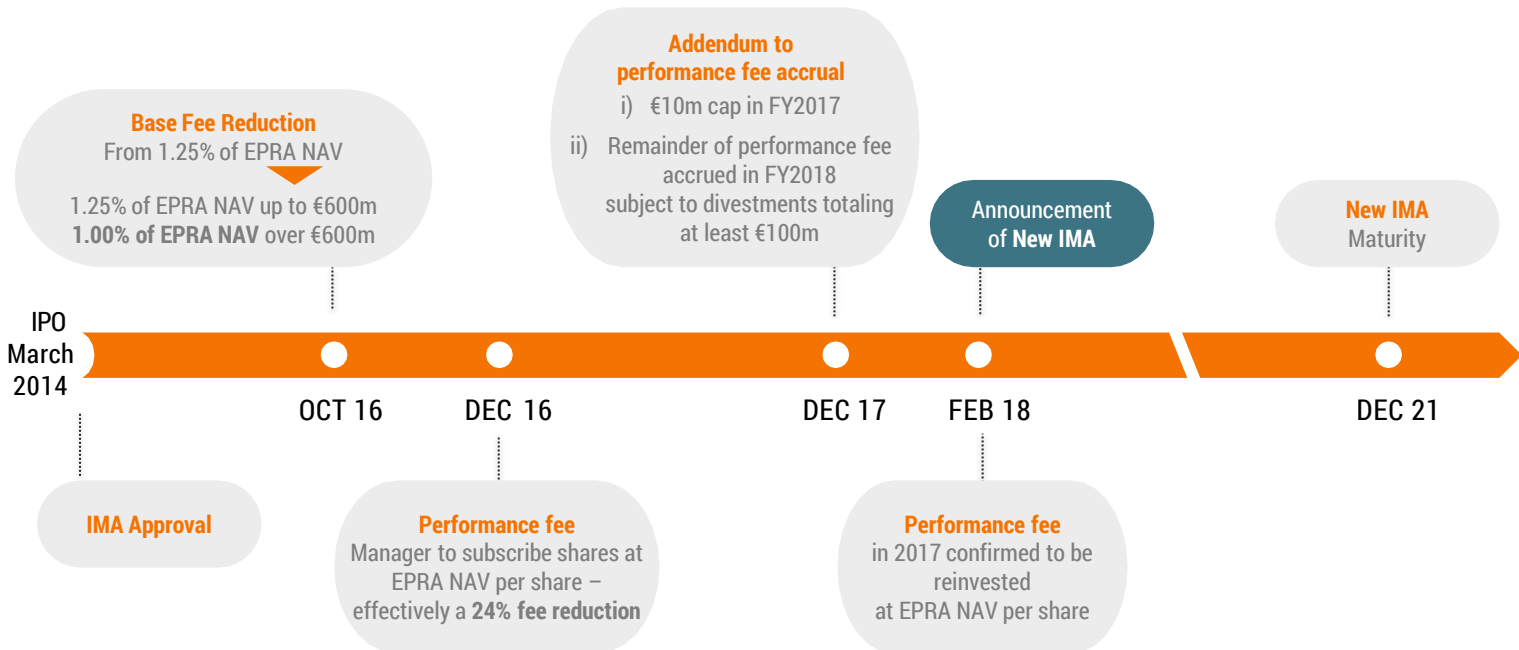 Addendum to
performance fee accrual
i) €10m cap in FY2017
ii) Remainder of performance fee
accrued in FY2018
subject to divestments totaling
at least €100m
Base Fee Reduction
From 1.25% of EPRA NAV
1.25% of EPRA NAV up to €600m
1.00% of EPRA NAV over €600m
Announcement
of New IMA
New IMA
Maturity
IPO
March
2014
OCT 16
DEC 16
DEC 17
FEB 18
DEC 21
IMA Approval
Performance fee
Manager to subscribe shares at
EPRA NAV per share –
effectively a 24% fee reduction
Performance fee
in 2017 confirmed to be
reinvested
at EPRA NAV per share